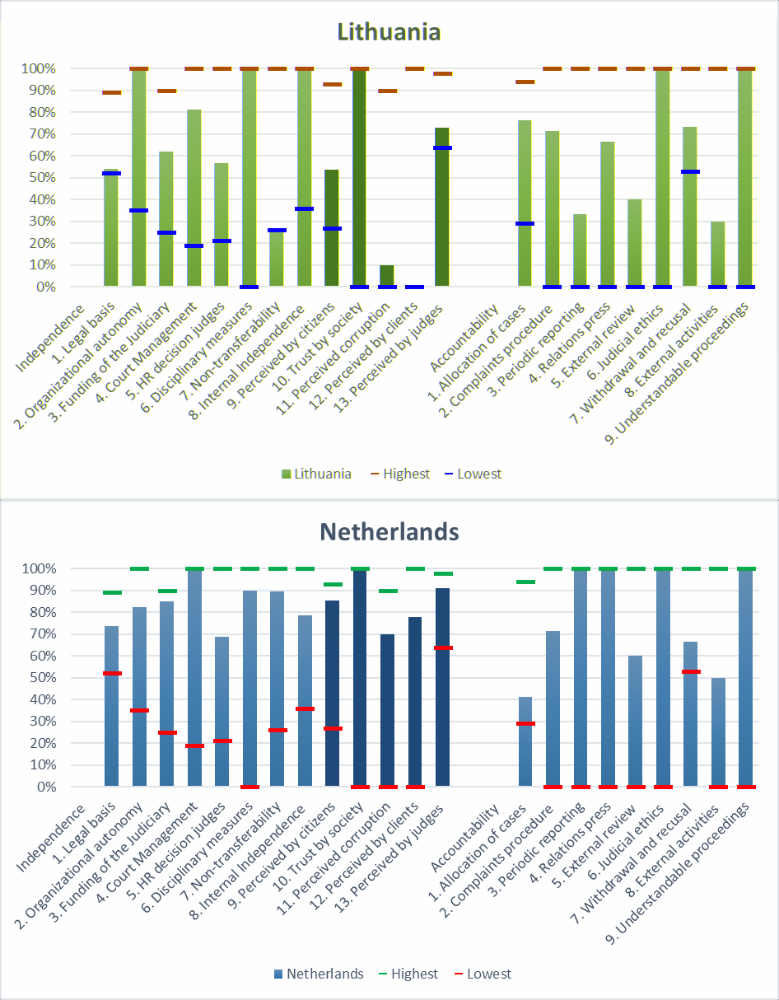 Lithuania
100%
90%
80%
70%
60%
50%
40%
30%
20%
10%
0%
Independence
1. Legal basis
2. Organizational autonomy
3. Funding of the Judiciary
4. Court Management
5. HR decision judges
6. Disciplinary measures
7. Non-transferability
8. Internal Independence
9. Perceived by citizens
10. Trust by society
11. Perceived corruption
12. Perceived by clients
13. Perceived by judges
Accountability
1. Allocation of cases
2. Complaints procedure
3. Periodic reporting
4. Relations press
5. External review
6. Judicial ethics
7. Withdrawal and recusal
8. External activities
9. Understandable proceedings
Lithuania Highest Lowest
Netherlands
100%
90%
80%
70%
60%
50%
40%
30%
20%
10%
0%
Independence
1. Legal basis
2. Organizational autonomy
3. Funding of the Judiciary
4. Court Management
5. HR decision judges
6. Disciplinary measures
7. Non-transferability
8. Internal Independence
9. Perceived by citizens
10. Trust by society
11. Perceived corruption
12. Perceived by clients
13. Perceived by judges
Accountability
1. Allocation of cases
2. Complaints procedure
3. Periodic reporting
4. Relations press
5. External review
6. Judicial ethics
7. Withdrawal and recusal
8. External activities
9. Understandable proceedings
Netherlands Highest Lowest